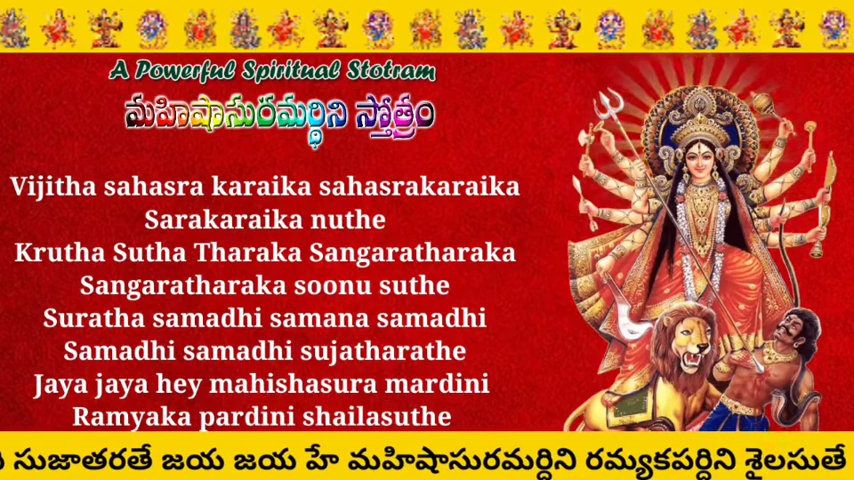 A Powerful Spiritual Stotram
మహిషాసురమర్థిని స్తోత్రం
Vijitha sahasra karaika sahasrakaraika
Sarakaraika nuthe
Krutha Sutha Tharaka Sangaratharaka
Sangaratharaka soonu suthe
Suratha samadhi samana samadhi
Samadhi samadhi sujatharathe
Jaya jaya hey mahishasura mardini
Ramyaka pardini shailasuthe
సుజాతరతే జయ జయ హే మహిషాసురమర్దిని రమ్యకపర్దిని శైలసుతే